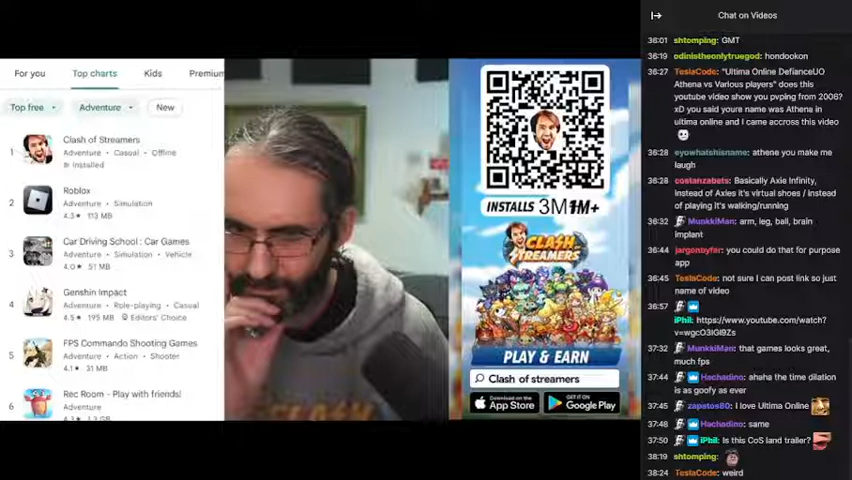 For you
Top charts
Kids
Premium
Top free
Adventure
New
1
Clash of Streamers
Adventure • Casual • Offline
Installed
2
Roblox
Adventure • Simulation
4.3★ 113 MB
3
Car Driving School : Car Games
Adventure • Simulation • Vehicle
4.0★ 51 MB
4
Genshin Impact
Adventure • Role-playing • Casual
4.5★ 195 MB Editors' Choice
5
FPS Commando Shooting Games
Adventure • Action • Shooter
4.1★ 31 MB
6
Rec Room - Play with friends!
Adventure
CLASH
INSTALLS 3M
CLASH
OF
STREAMERS
PLAY & EARN
Clash of streamers
Download on the
App Store
GET IT ON
Google Play
Chat on Videos
36:01 shtomping: GMT
36:19 odinistheonlytruegod: hondookon
36:27 TeslaCode: "Ultima Online DefianceUO
Athena vs Various players" does this
youtube video show you pvping from 2006?
xD you said youre name was Athena in
ultima online and I came accross this video
36:28 eyowhatshisname: athene you make me
laugh
36:28 costanzabets: Basically Axie Infinity,
instead of Axies it's virtual shoes / instead
of playing it's walking/running
36:32 MunkkiMan: arm, leg, ball, brain
implant
36:44 jargonbyfar: you could do that for purpose
app
36:45 TeslaCode: not sure I can post link so just
name of video
36:57
iPhil: https://www.youtube.com/watch?
37:32 MunkkiMan: that games looks great,
much fps
37:44 Hachadino: ahaha the time dilation
is as goofy as ever
37:45 zapatos80: I love Ultima Online
37:48 Hachadino: same
37:50 iPhil: Is this CoS land trailer?
38:19 shtomping:
38:24 TeslaCode: weird